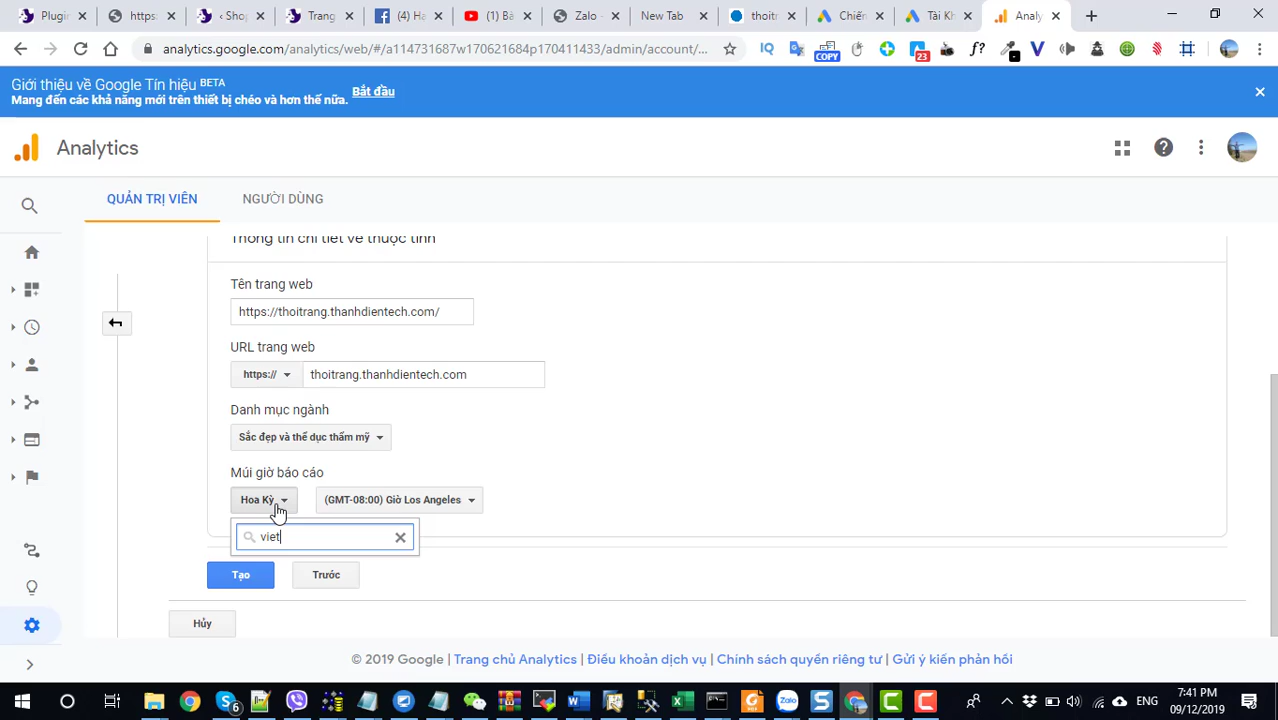 Plugin
https:
‹ Shop
Trang
(4) Ha
(1) Bà
Zalo -
New Tab
thoitr
Chiến
Tài Kh
Analy
analytics.google.com/analytics/web/#/a114731687w170621684p170411433/admin/account/...
IQ
COPY
23
f?
V
Giới thiệu về Google Tín hiệu BETA
Mang đến các khả năng mới trên thiết bị chéo và hơn thế nữa.
Bắt đầu
Analytics
QUẢN TRỊ VIÊN
NGƯỜI DÙNG
Thông tin chi tiết về thuộc tính
Tên trang web
https://thoitrang.thanhdientech.com/
URL trang web
https://
thoitrang.thanhdientech.com
Danh mục ngành
Sắc đẹp và thể dục thẩm mỹ
Múi giờ báo cáo
Hoa Kỳ
(GMT-08:00) Giờ Los Angeles
viet
Tạo
Trước
Hủy
© 2019 Google | Trang chủ Analytics | Điều khoản dịch vụ | Chính sách quyền riêng tư | Gửi ý kiến phản hồi
6
ENG
7:41 PM
09/12/2019